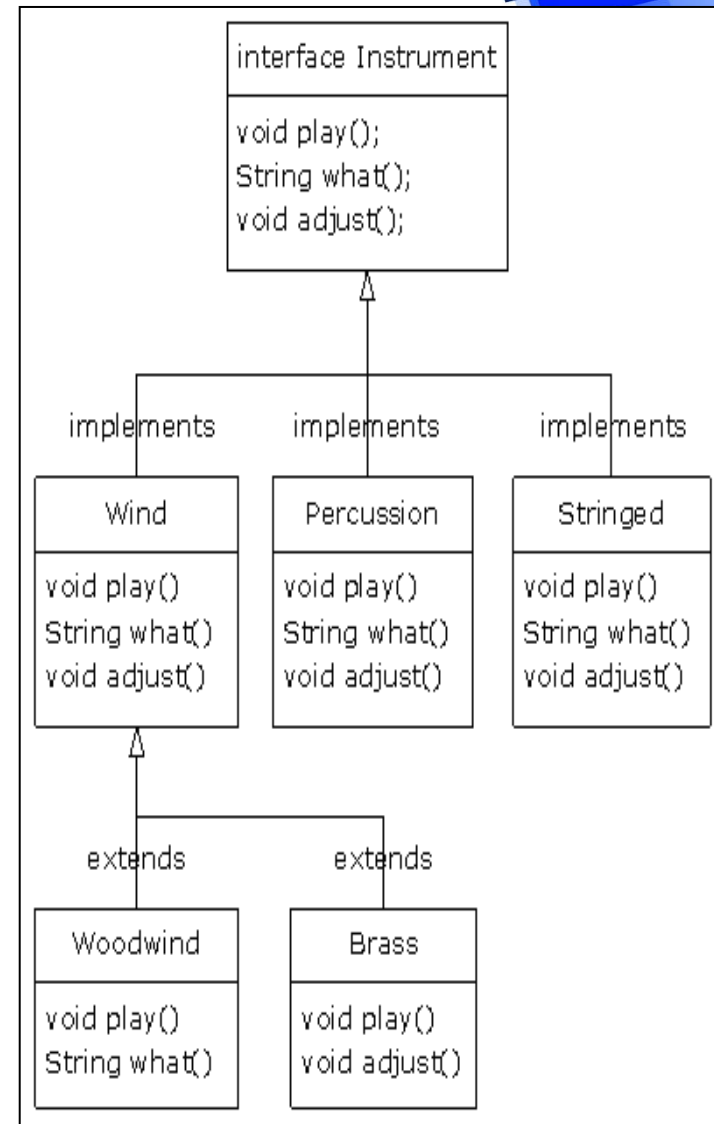 interface Instrument
void play();
String what();
void adjust();
implements
implements
implements
Wind
void play()
String what()
void adjust()
Percussion
void play()
String what()
void adjust()
Stringed
void play()
String what()
void adjust()
extends
extends
Woodwind
void play()
String what()
Brass
void play()
void adjust()